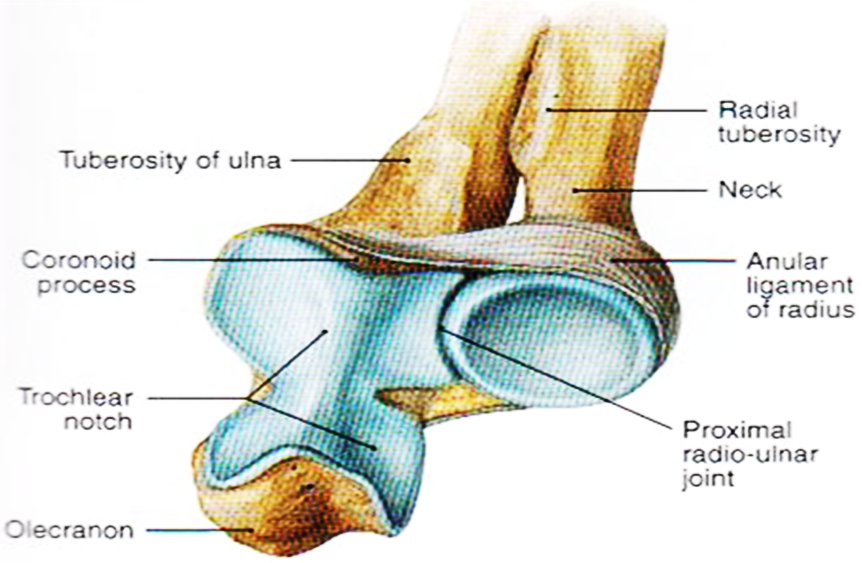 Radial
tuberosity
Tuberosity of ulna
Neck
Coronoid
process
Anular
ligament
of radius
Trochlear
notch
Proximal
radio-ulnar
joint
Olecranon